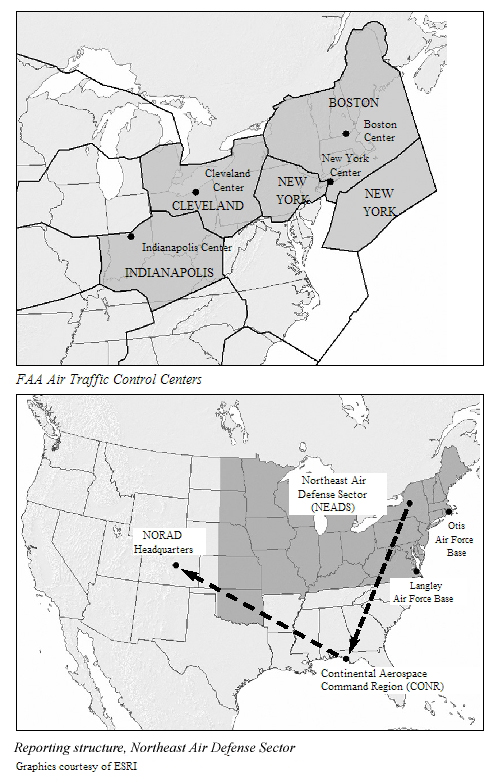 BOSTON
Boston
Center
New York
Center
Cleveland
Center
NEW
YORK
CLEVELAND
NEW
YORK
Indianapolis Center
INDIANAPOLIS
FAA Air Traffic Control Centers
Northeast Air
Defense Sector
(NEADS)
NORAD
Headquarters
Otis
Air Force
Base
Langley
Air Force Base
Continental Aerospace
Command Region (CONR)
Reporting structure, Northeast Air Defense Sector
Graphics courtesy of ESRI